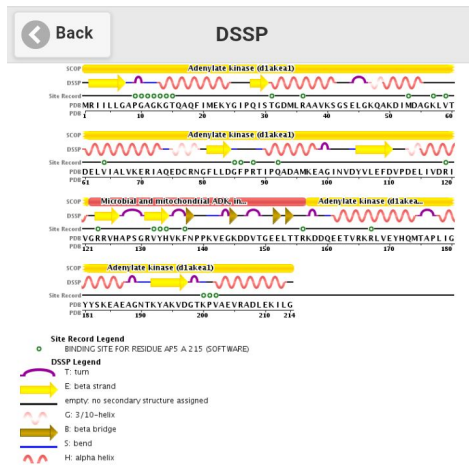 Back
DSSP
SCOP Adenylate kinase (d1akea1)
DSSP
Site Record
PDB MRIILLGAPGAGKGTQAQFIMEKYGIPQISTGDMLRAAVKSGSELGKQAKDIMDAGKLVT
PDB 1 10 20 30 40 50 60
SCOP Adenylate kinase (d1akea1)
DSSP
Site Record
PDB DELVIALVKERIAQEDCRNGFLLDGFPRTIPQADAMKEAGINVDYVLEFDVPDELIVDRI
PDB 61 70 80 90 100 110 120
SCOP Microbial and mitochondrial ADK, in... Adenylate kinase (d1akea...
DSSP
Site Record
PDB VGRRVHAPSGRVYHVKFNPPKVEGKDDVTGEELTTRKDDQEETVRKRLVEYHQMTAPLIG
PDB 121 130 140 150 160 170 180
SCOP Adenylate kinase (d1akea1)
DSSP
Site Record
PDB YYSKEAEAGNTKYAKVDGTKPVAEVRADLEKILG
PDB 181 190 200 210 214
Site Record Legend
BINDING SITE FOR RESIDUE AP5 A 215 (SOFTWARE)
DSSP Legend
T: turn
E: beta strand
empty: no secondary structure assigned
G: 3/10-helix
B: beta bridge
S: bend
H: alpha helix